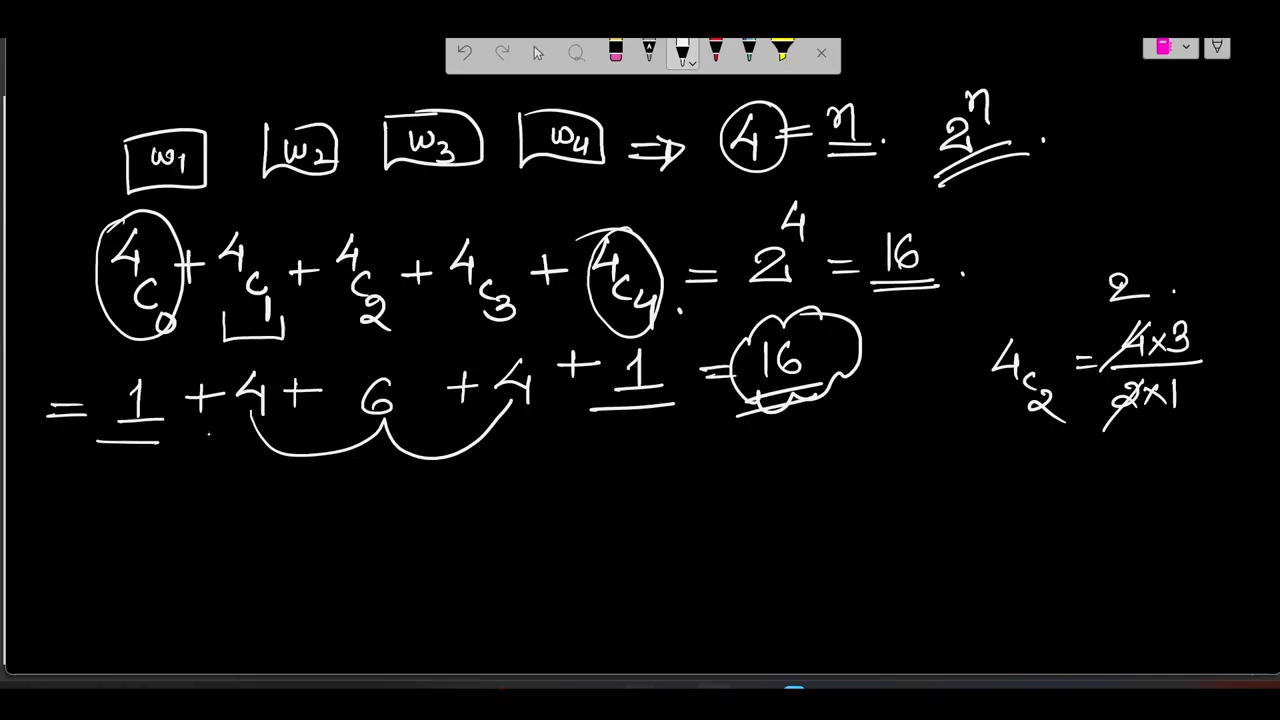 w1 w2 w3 w4 ⇒ 4 = n. 2^n.
4C0 + 4C1 + 4C2 + 4C3 + 4C4. = 2^4 = 16.
= 1 + 4 + 6 + 4 + 1 = 16
2.
4C2 = 4×3
2×1